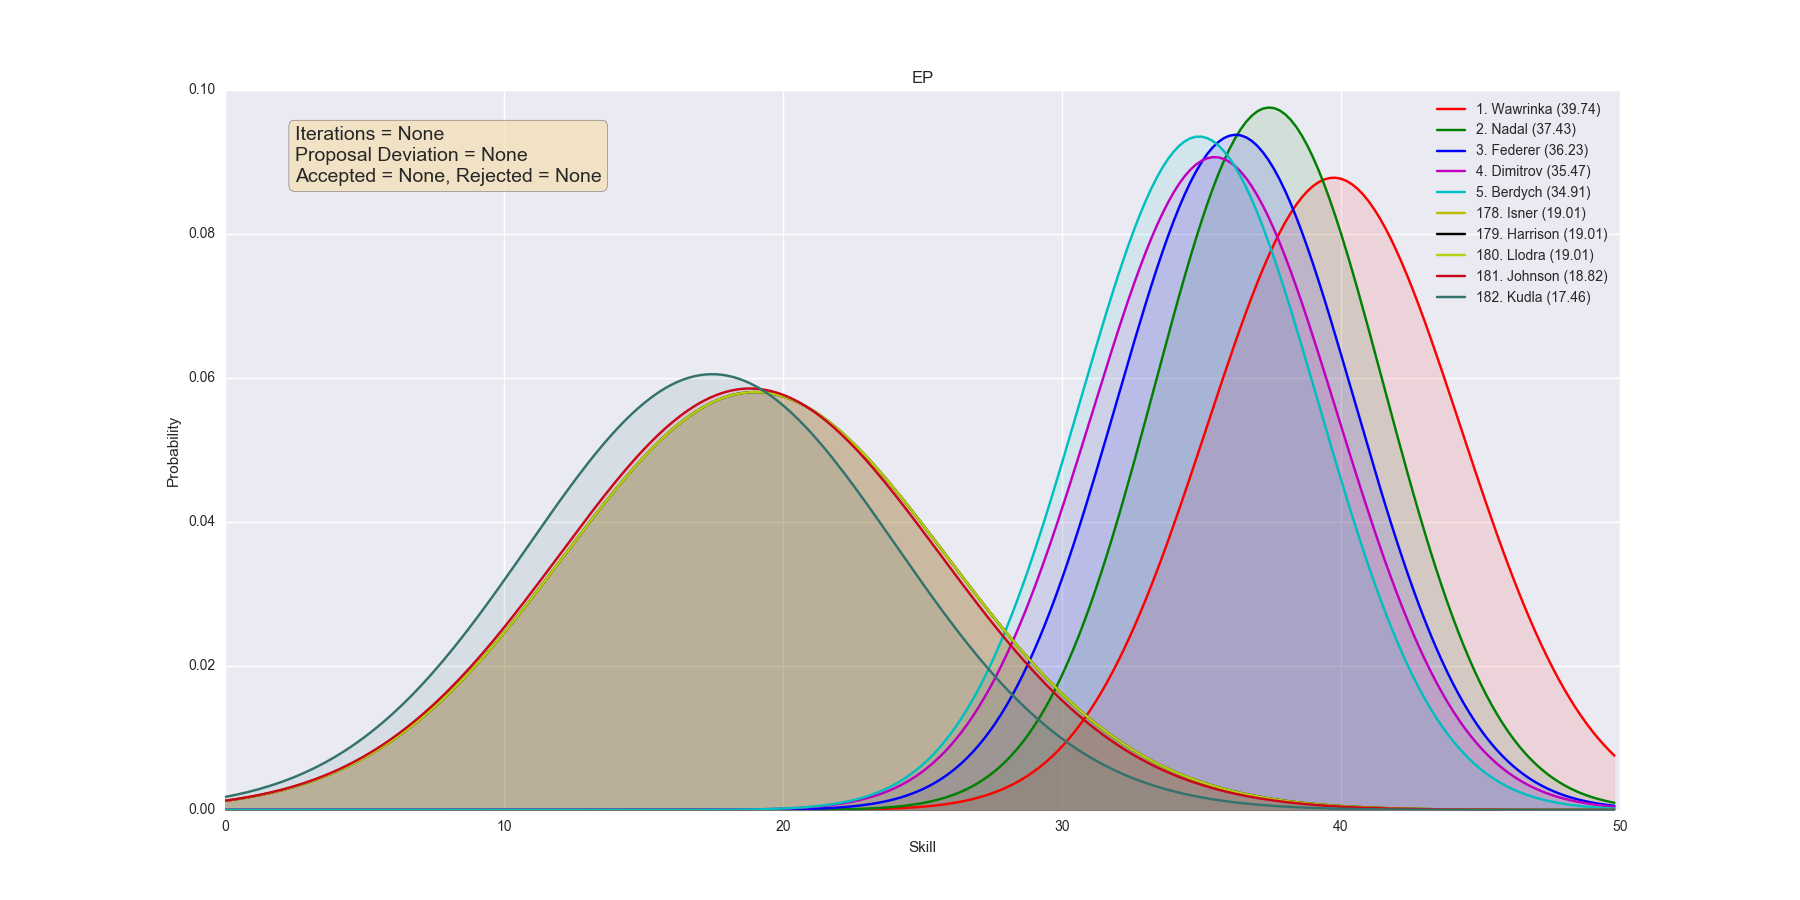 EP
Iterations = None
Proposal Deviation = None
Accepted = None, Rejected = None
1. Wawrinka (39.74)
2. Nadal (37.43)
3. Federer (36.23)
4. Dimitrov (35.47)
5. Berdych (34.91)
178. Isner (19.01)
179. Harrison (19.01)
180. Llodra (19.01)
181. Johnson (18.82)
182. Kudla (17.46)
Probability
0.10
0.08
0.06
0.04
0.02
0.00
0 10 20 30 40 50
Skill